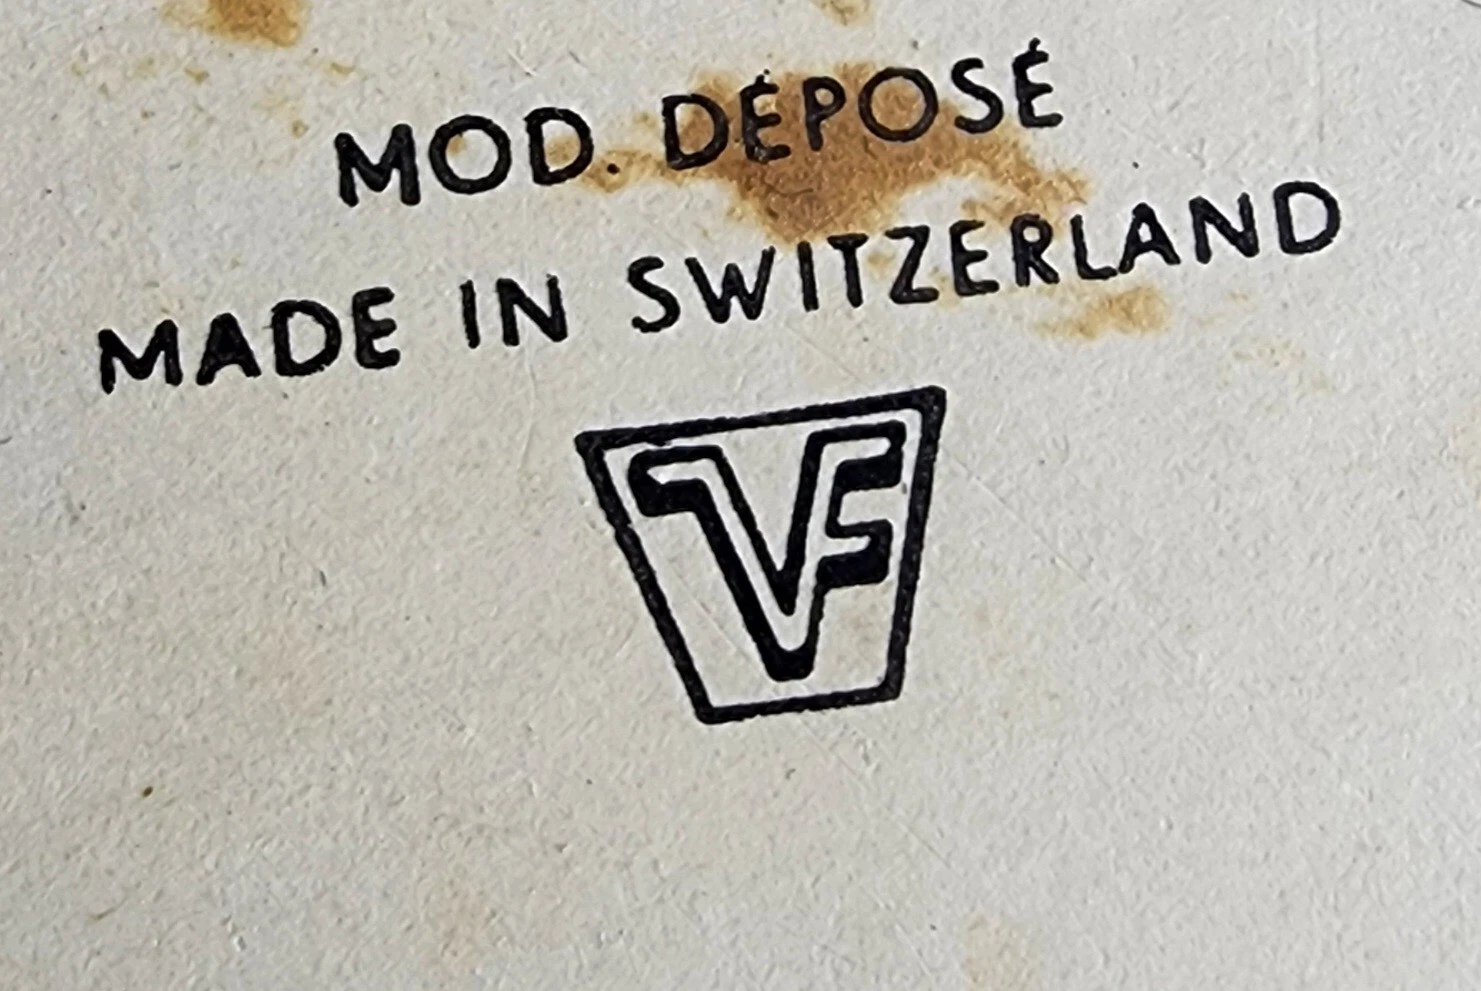 MOD. DÉPOSÉ
MADE IN SWITZERLAND
VF